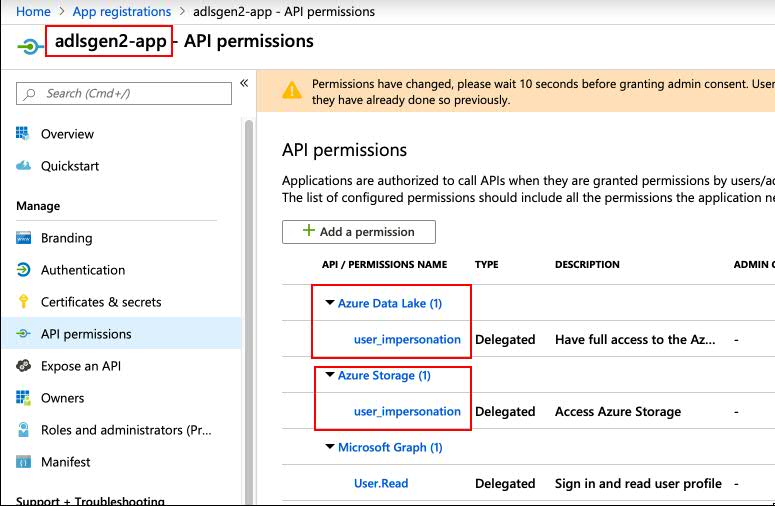 Home > App registrations > adlsgen2-app - API permissions
adlsgen2-app - API permissions
Search (Cmd+/)
«
Overview
Quickstart
Manage
Branding
Authentication
Certificates & secrets
API permissions
Expose an API
Owners
Roles and administrators (Pr...
Manifest
Support + Troubleshooting
Permissions have changed, please wait 10 seconds before granting admin consent. User
they have already done so previously.
API permissions
Applications are authorized to call APIs when they are granted permissions by users/ad
The list of configured permissions should include all the permissions the application ne
+ Add a permission
API / PERMISSIONS NAME TYPE DESCRIPTION ADMIN C
Azure Data Lake (1)
user_impersonation Delegated Have full access to the Az... -
Azure Storage (1)
user_impersonation Delegated Access Azure Storage -
Microsoft Graph (1)
User.Read Delegated Sign in and read user profile -